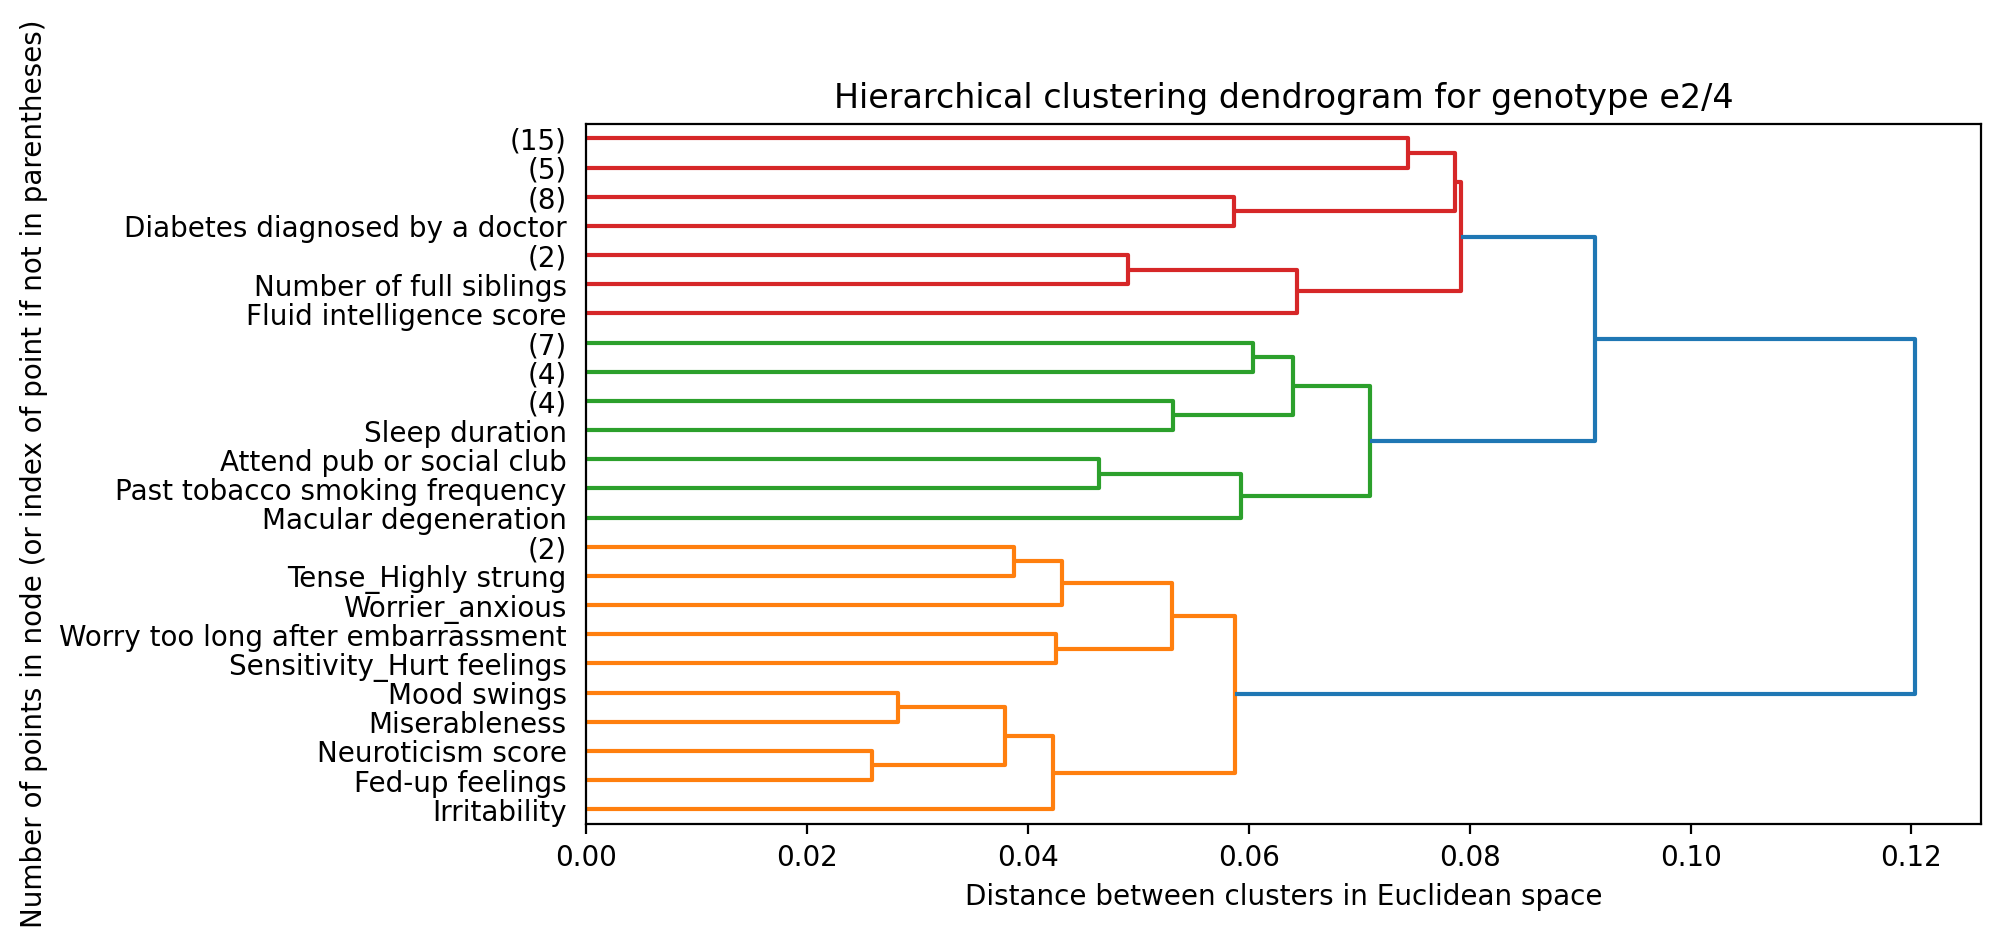 Hierarchical clustering dendrogram for genotype e2/4
Number of points in node (or index of point if not in parentheses)
(15)
(5)
(8)
Diabetes diagnosed by a doctor
(2)
Number of full siblings
Fluid intelligence score
(7)
(4)
(4)
Sleep duration
Attend pub or social club
Past tobacco smoking frequency
Macular degeneration
(2)
Tense_Highly strung
Worrier_anxious
Worry too long after embarrassment
Sensitivity_Hurt feelings
Mood swings
Miserableness
Neuroticism score
Fed-up feelings
Irritability
0.00 0.02 0.04 0.06 0.08 0.10 0.12
Distance between clusters in Euclidean space